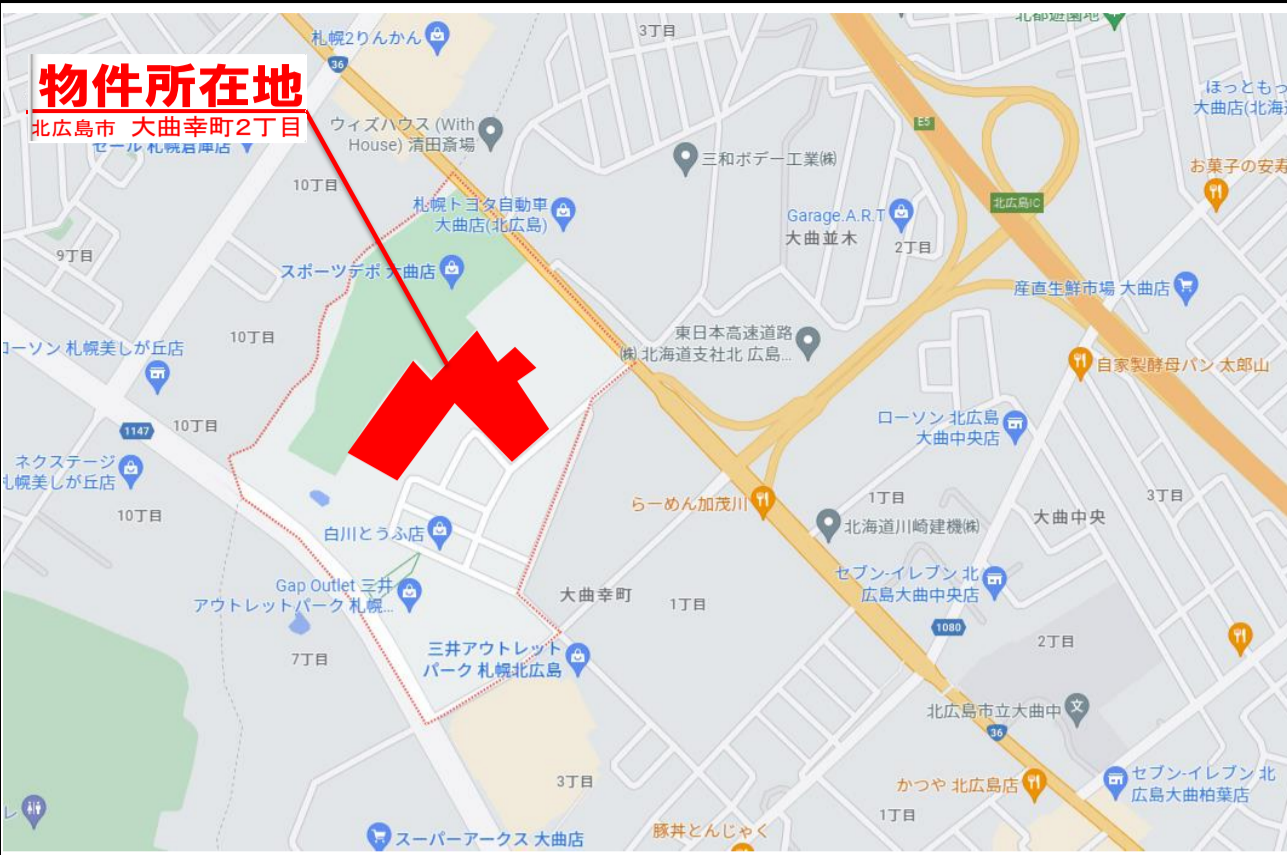 北都遊園地
3丁目
札幌2りんかん
36
物件所在地
北広島市 大曲幸町2丁目
セール 札幌倉庫店
ウィズハウス (With
House) 清田斎場
E5
三和ボデー工業㈱
ほっともっ
大曲店(北海道
お菓子の安寿
10丁目
札幌トヨタ自動車
大曲店(北広島)
Garage.A.R.T
大曲並木
2丁目
北広島IC
9丁目
スポーツデポ 大曲店
産直生鮮市場 大曲店
10丁目
ローソン 札幌美しが丘店
東日本高速道路
㈱ 北海道支社北 広島...
自家製酵母パン 太郎山
1147
10丁目
ローソン 北広島
大曲中央店
ネクステージ
札幌美しが丘店
10丁目
らーめん加茂川
1丁目
3丁目
大曲中央
白川とうふ店
北海道川崎建機㈱
Gap Outlet 三井
アウトレットパーク 札幌...
大曲幸町
1丁目
セブン-イレブン 北
広島大曲中央店
1080
2丁目
7丁目
三井アウトレット
パーク 札幌北広島
北広島市立大曲中
文
36
3丁目
かつや 北広島店
セブン-イレブン 北
広島大曲柏葉店
レ
1丁目
スーパーアークス 大曲店
豚丼とんじゃく